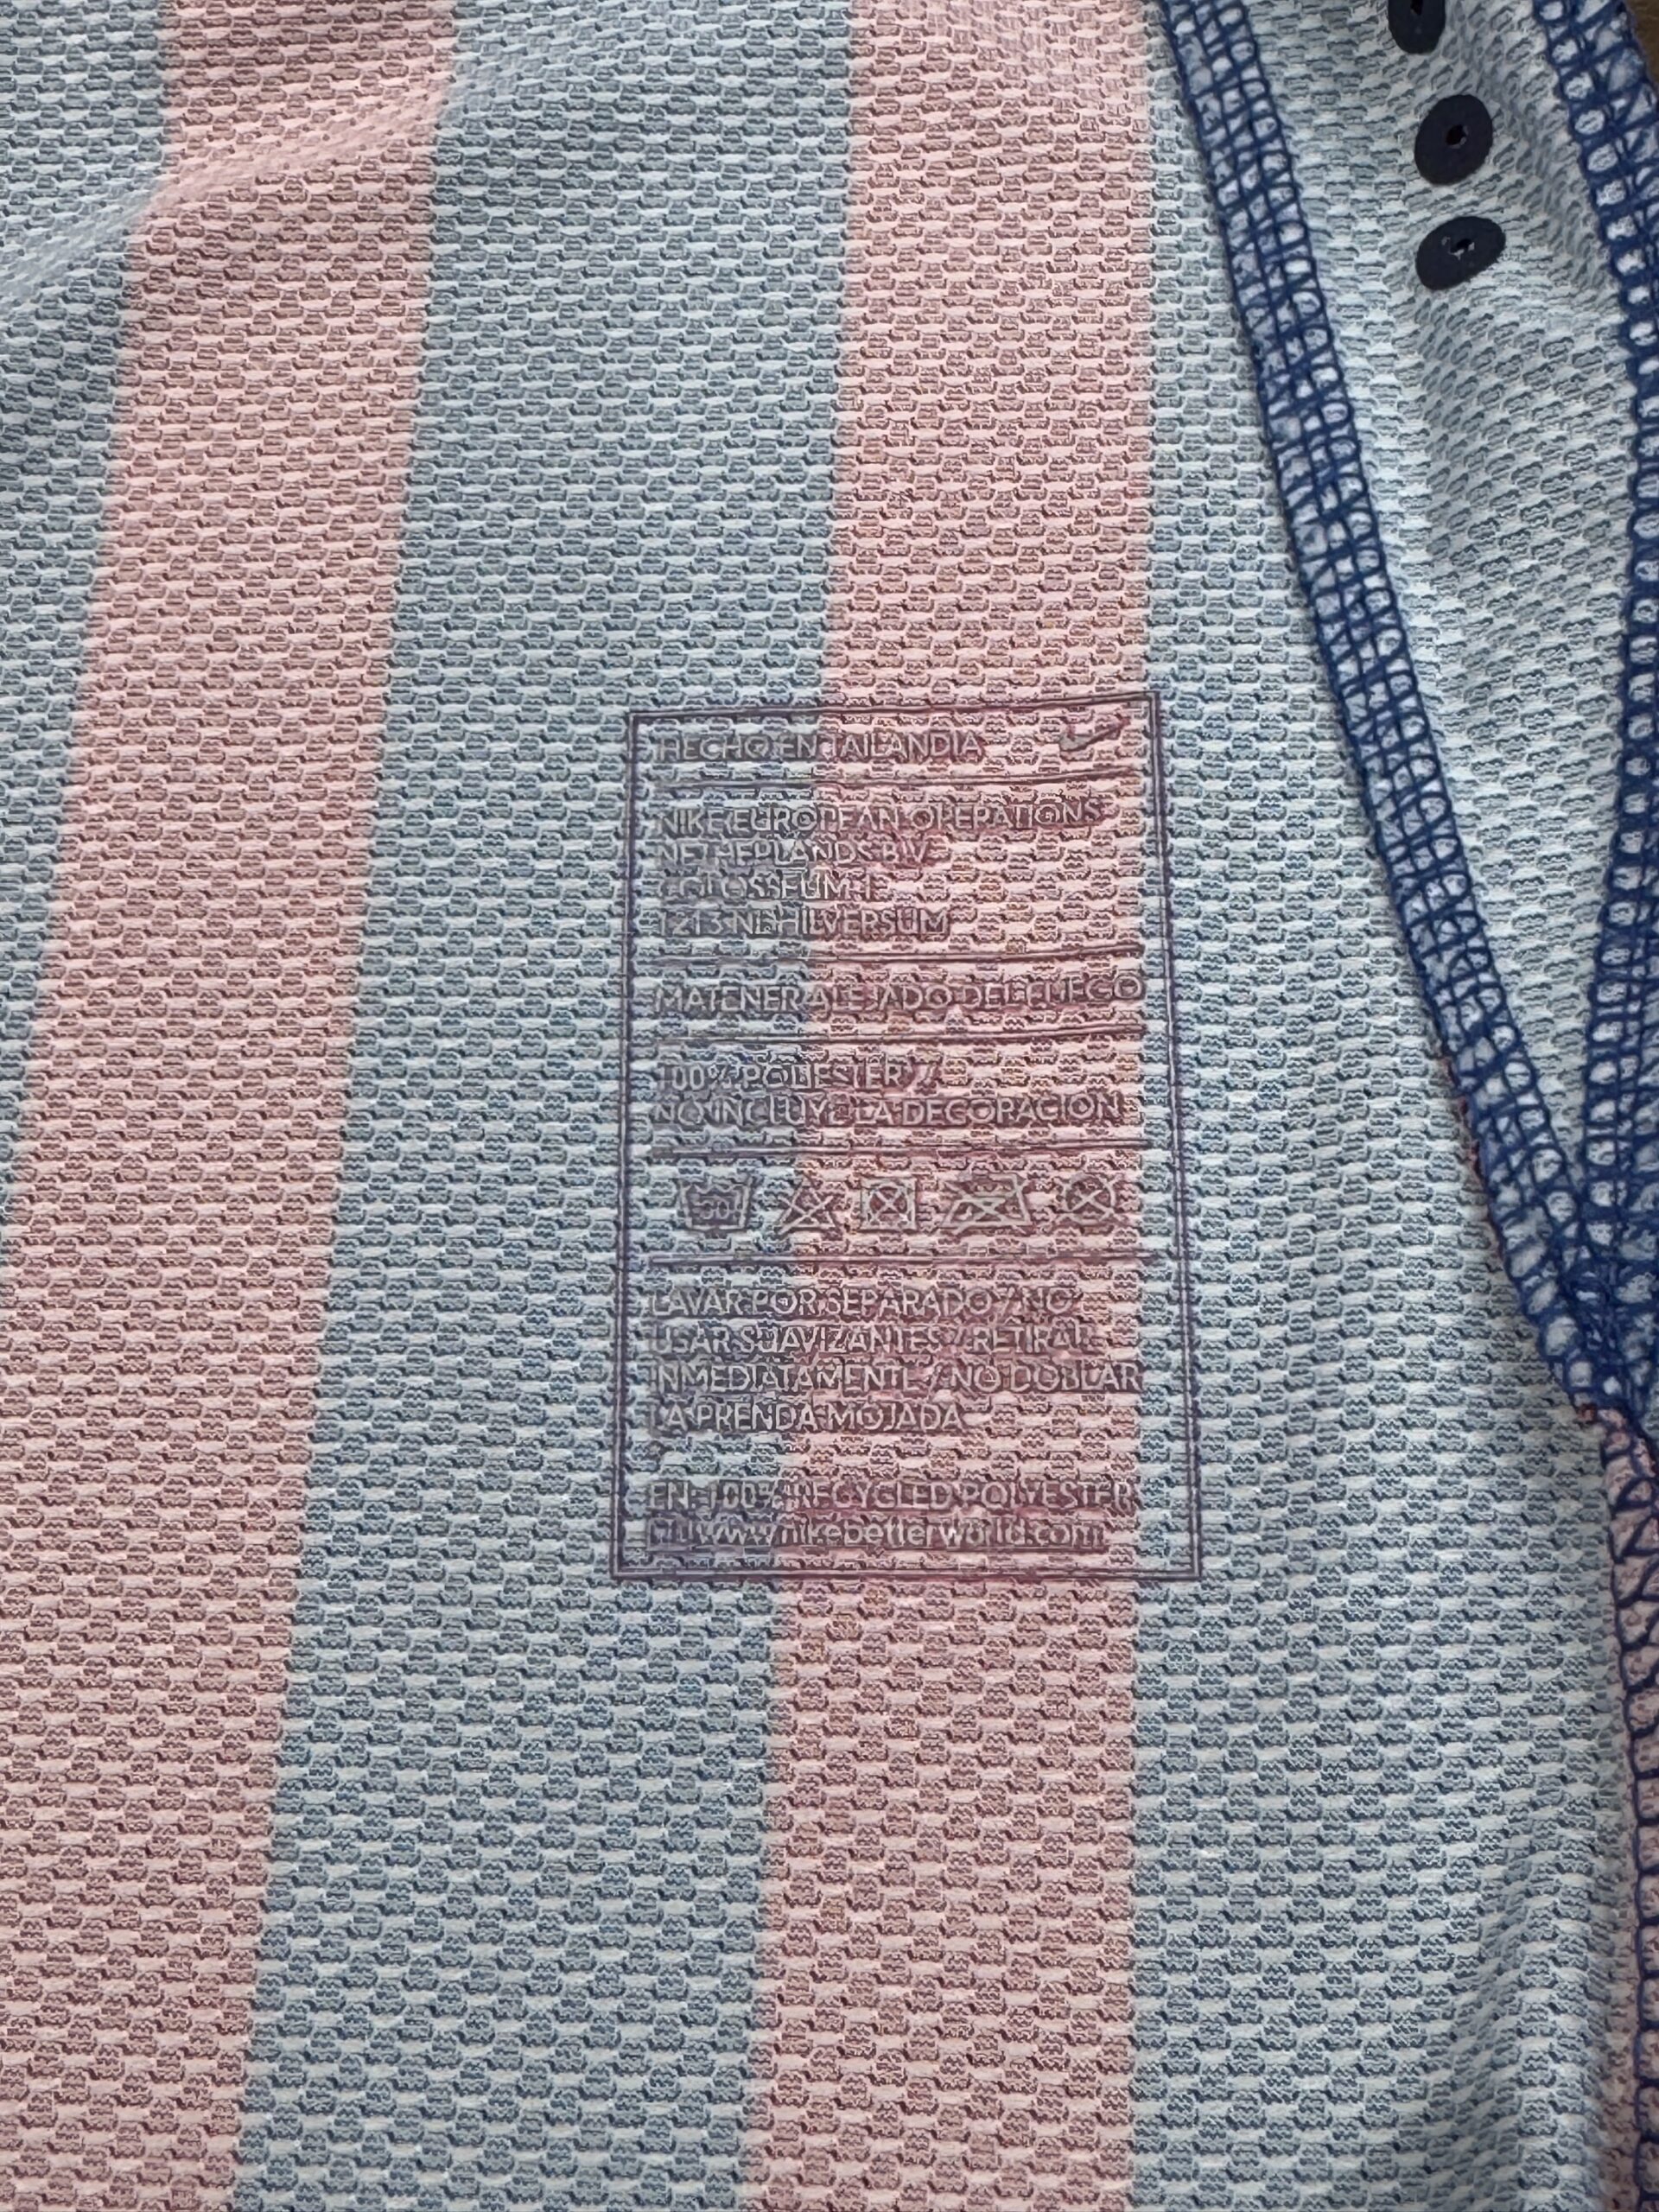 HECHO EN TAILANDIA
NIKE EUROPEAN OPERATIONS
NETHERLANDS B.V.
COLOSSEUM 1
1213 NL HILVERSUM
MATENER ALEJADO DEL FUEGO
100% POLIESTER /
NO INCLUYE LA DECORACION
30
LAVAR POR SEPARADO / NO
USAR SUAVIZANTES / RETIRAR
INMEDIATAMENTE / NO DOBLAR
LA PRENDA MOJADA
EN: 100% RECYCLED POLYESTER
www.nikebetterworld.com